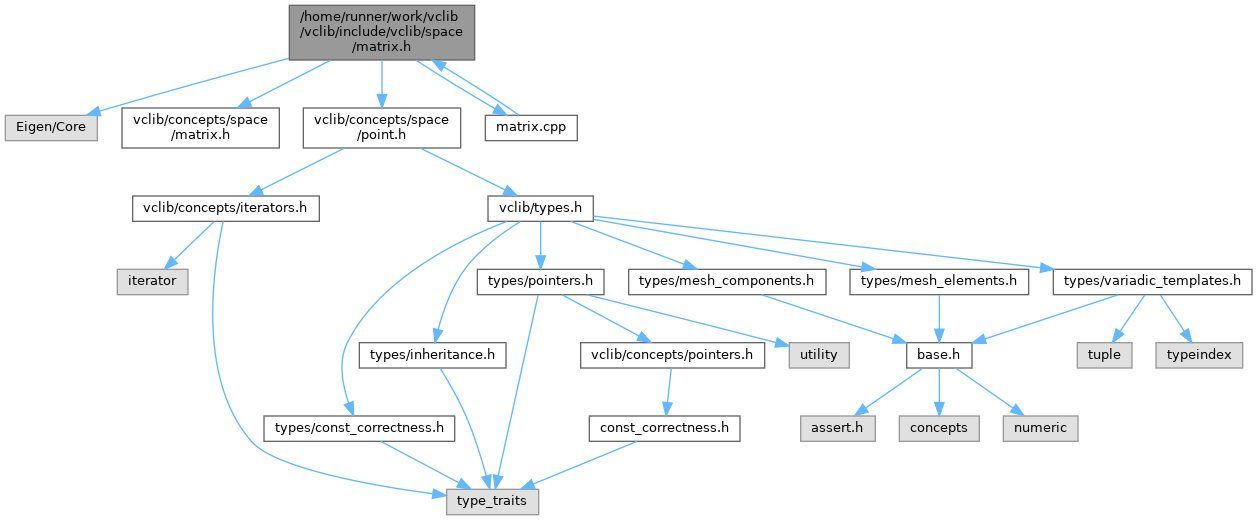 /home/runner/work/vclib
/vclib/include/vclib/space
/matrix.h
Eigen/Core
vclib/concepts/space
/matrix.h
vclib/concepts/space
/point.h
matrix.cpp
vclib/concepts/iterators.h
vclib/types.h
iterator
types/pointers.h
types/mesh_components.h
types/mesh_elements.h
types/variadic_templates.h
types/inheritance.h
vclib/concepts/pointers.h
utility
base.h
tuple
typeindex
types/const_correctness.h
const_correctness.h
assert.h
concepts
numeric
type_traits